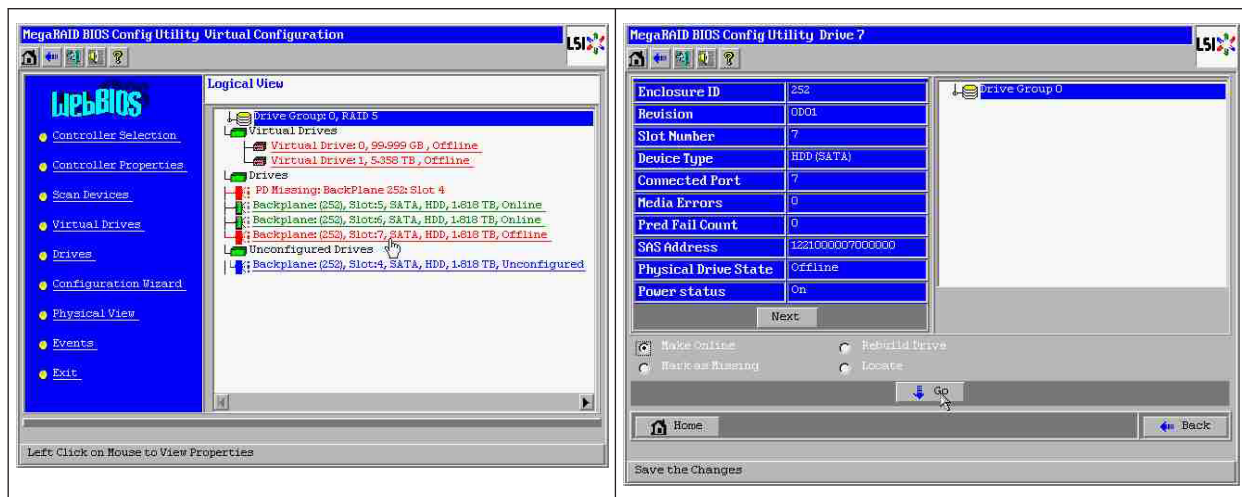 MegaRAID BIOS Config Utility Virtual Configuration
LSI
WebBIOS
Controller Selection
Controller Properties
Scan Devices
Virtual Drives
Drives
Configuration Wizard
Physical View
Events
Exit
Logical View
Drive Group: 0, RAID 5
Virtual Drives
Virtual Drive: 0, 99.999 GB, Offline
Virtual Drive: 1, 5.358 TB, Offline
Drives
PD Missing: BackPlane 252: Slot 4
Backplane: (252), Slot:5, SATA, HDD, 1.818 TB, Online
Backplane: (252), Slot:6, SATA, HDD, 1.818 TB, Online
Backplane: (252), Slot:7, SATA, HDD, 1.818 TB, Offline
Unconfigured Drives
Backplane: (252), Slot:4, SATA, HDD, 1.818 TB, Unconfigured
Left Click on Mouse to View Properties
MegaRAID BIOS Config Utility Drive 7
LSI
Enclosure ID 252
Revision 0D01
Slot Number 7
Device Type HDD (SATA)
Connected Port 7
Media Errors 0
Pred Fail Count 0
SAS Address 1221000007000000
Physical Drive State Offline
Power status On
Next
Drive Group 0
Make Online Rebuild Drive
Mark as Missing Locate
Go
Home Back
Save the Changes